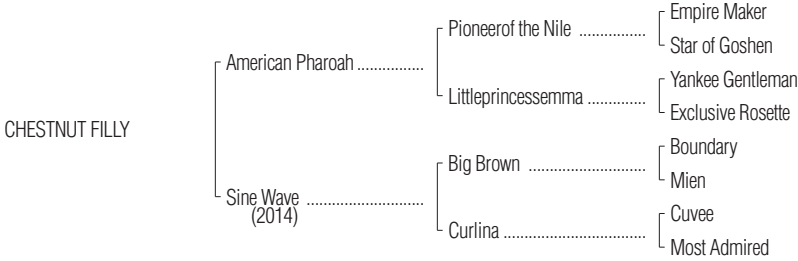 Empire Maker
Pioneerof the Nile ................
Star of Goshen
American Pharoah ................
Yankee Gentleman
Littleprincessemma ..............
Exclusive Rosette
CHESTNUT FILLY
Boundary
Big Brown ............................
Mien
Sine Wave ............................
(2014)
Cuvee
Curlina ..................................
Most Admired